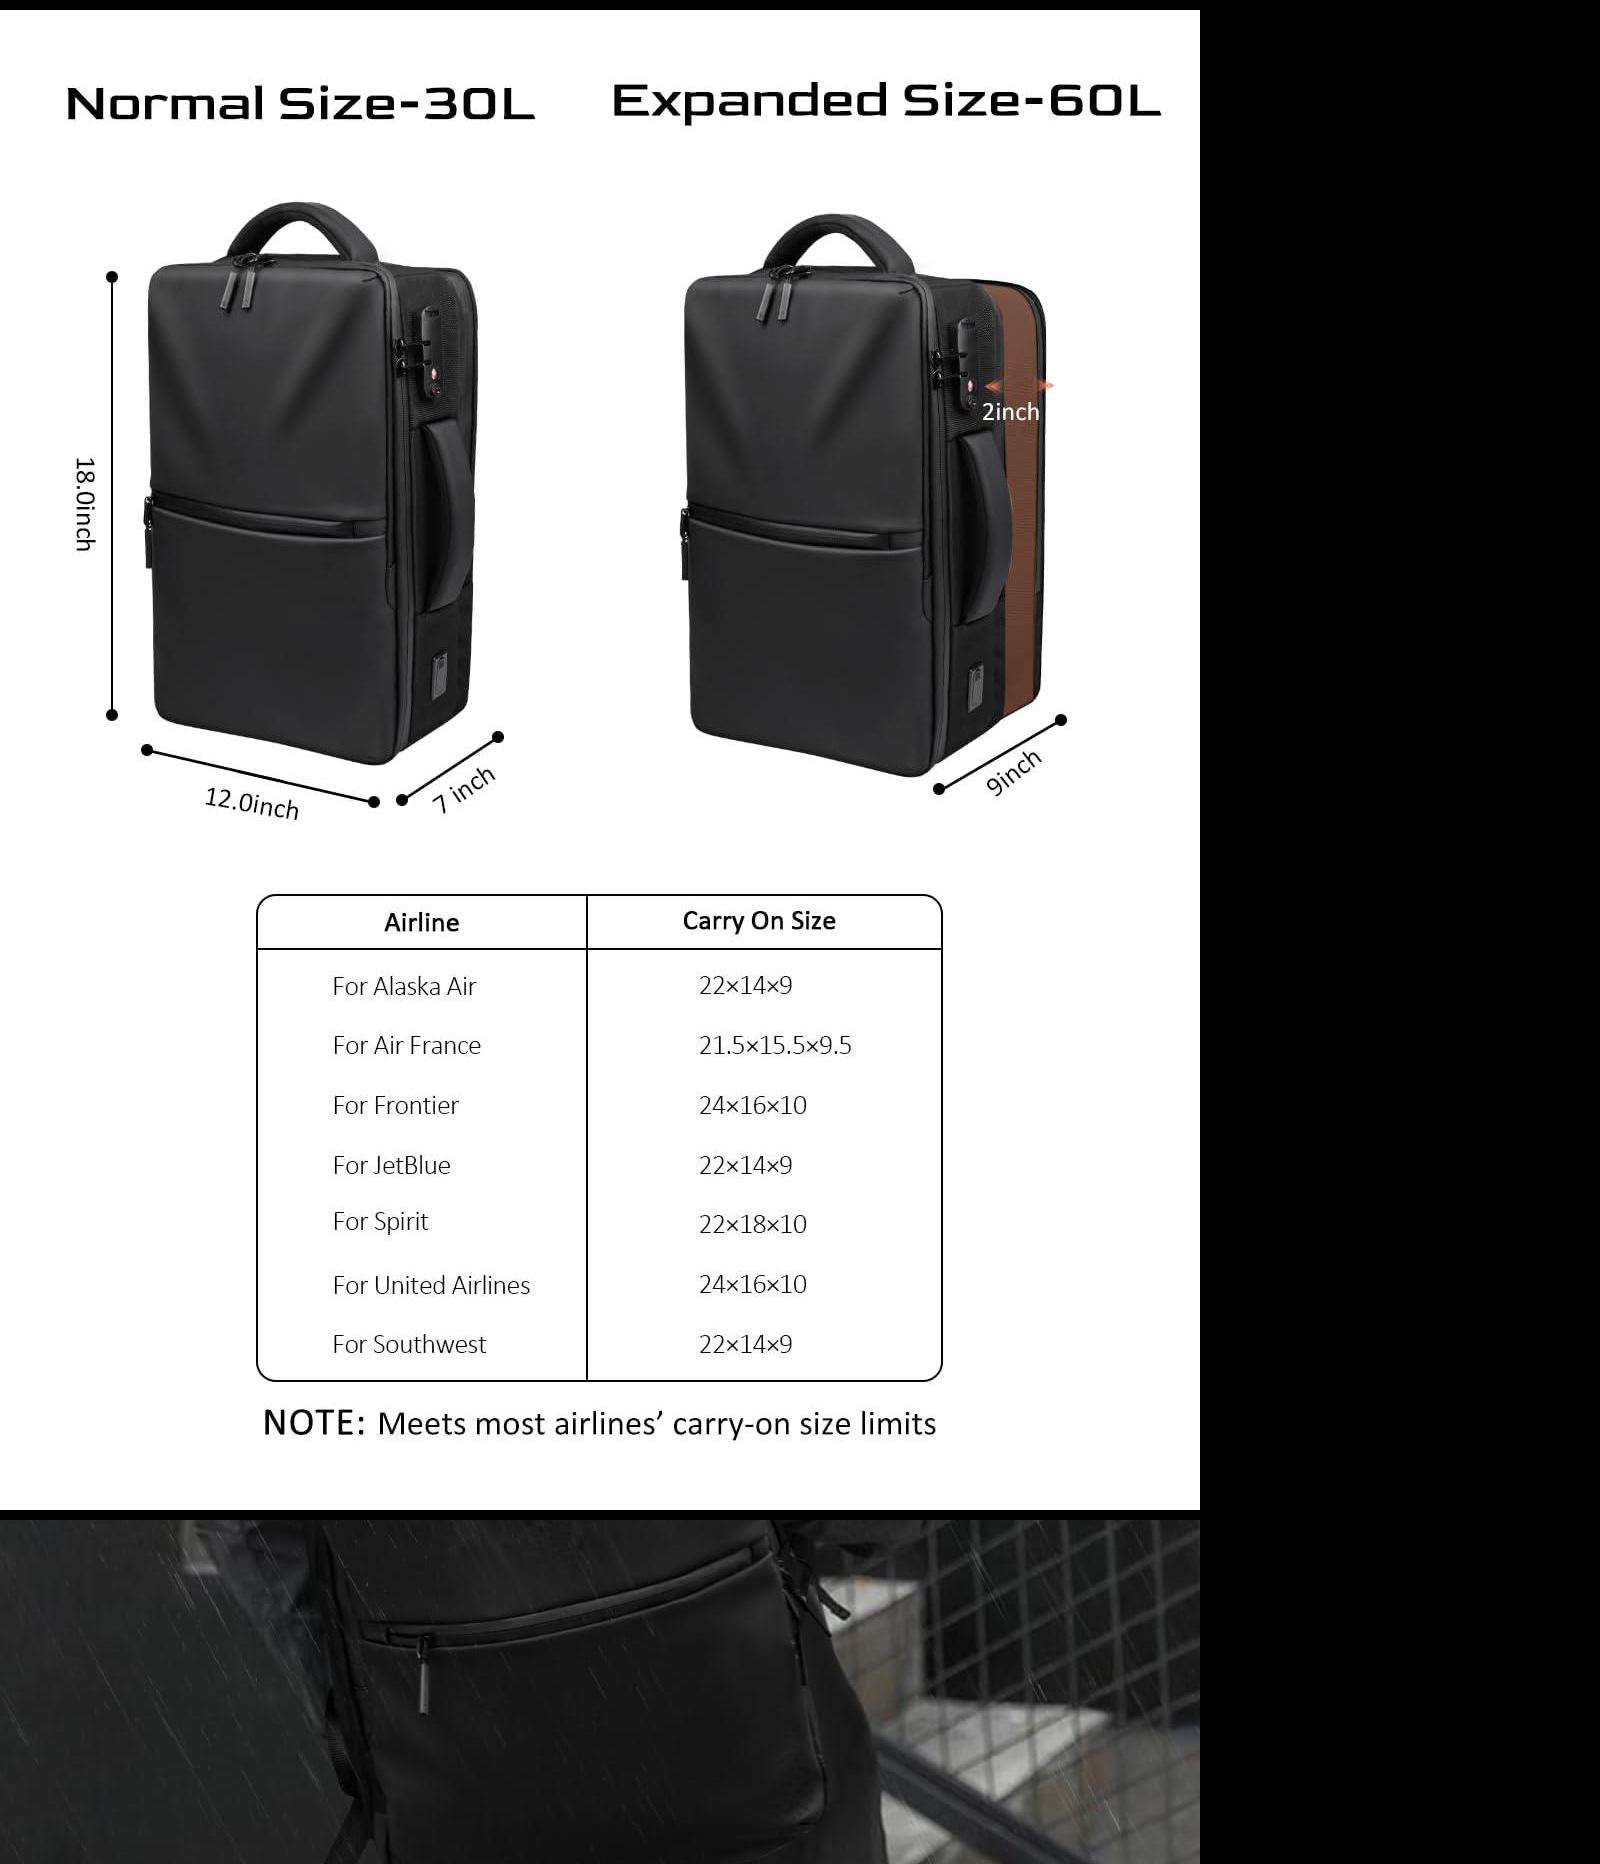 Normal Size-30L
Expanded Size-60L
18.0inch
12.0inch
7 inch
2inch
9inch
Airline
Carry On Size
For Alaska Air
22×14×9
For Air France
21.5×15.5×9.5
For Frontier
24×16×10
For JetBlue
22×14×9
For Spirit
22×18×10
For United Airlines
24×16×10
For Southwest
22×14×9
NOTE: Meets most airlines’ carry-on size limits